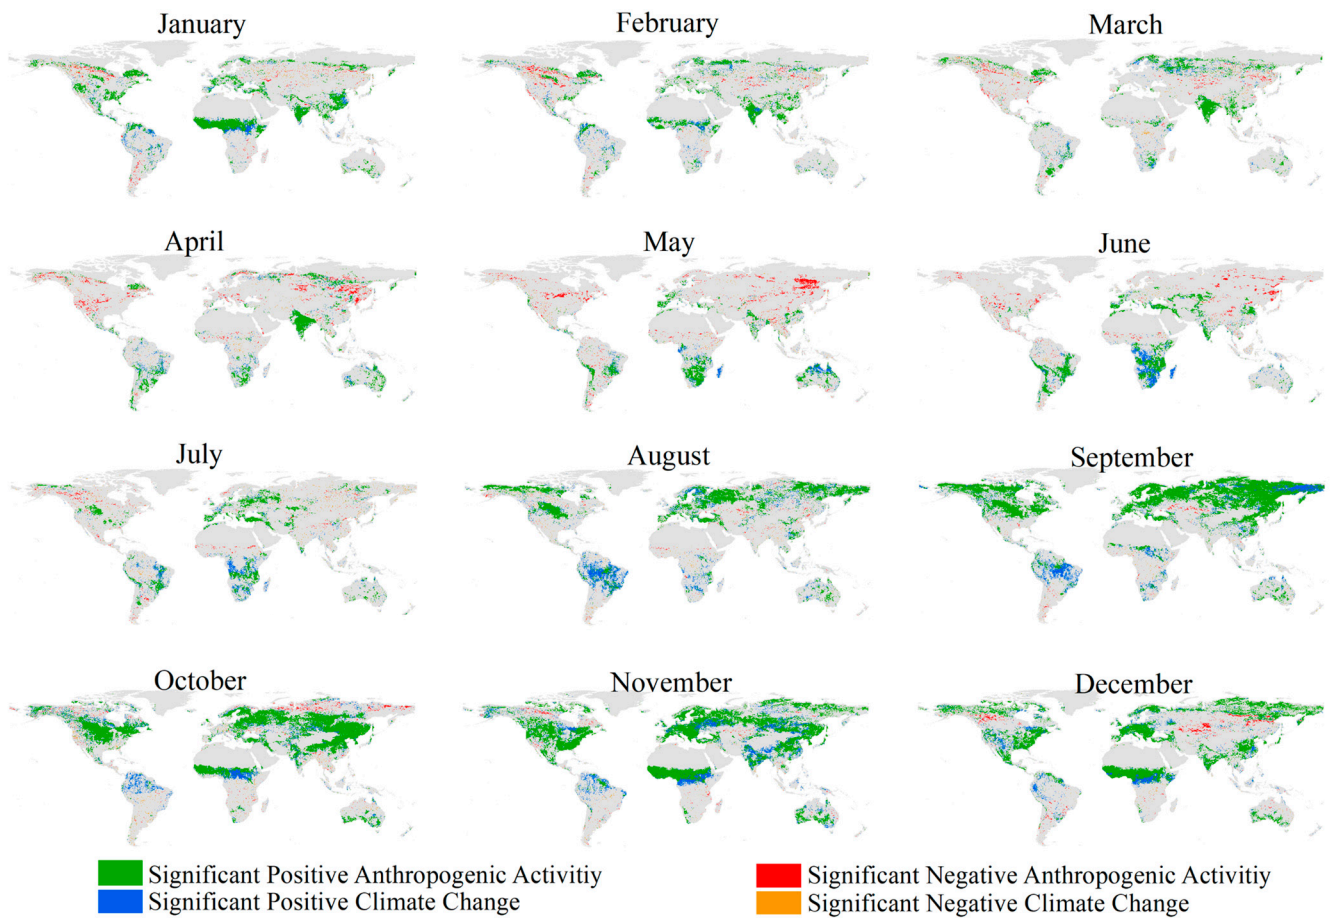 January
February
March
April
May
June
July
August
September
October
November
December
Significant Positive Anthropogenic Activitiy
Significant Negative Anthropogenic Activitiy
Significant Positive Climate Change
Significant Negative Climate Change